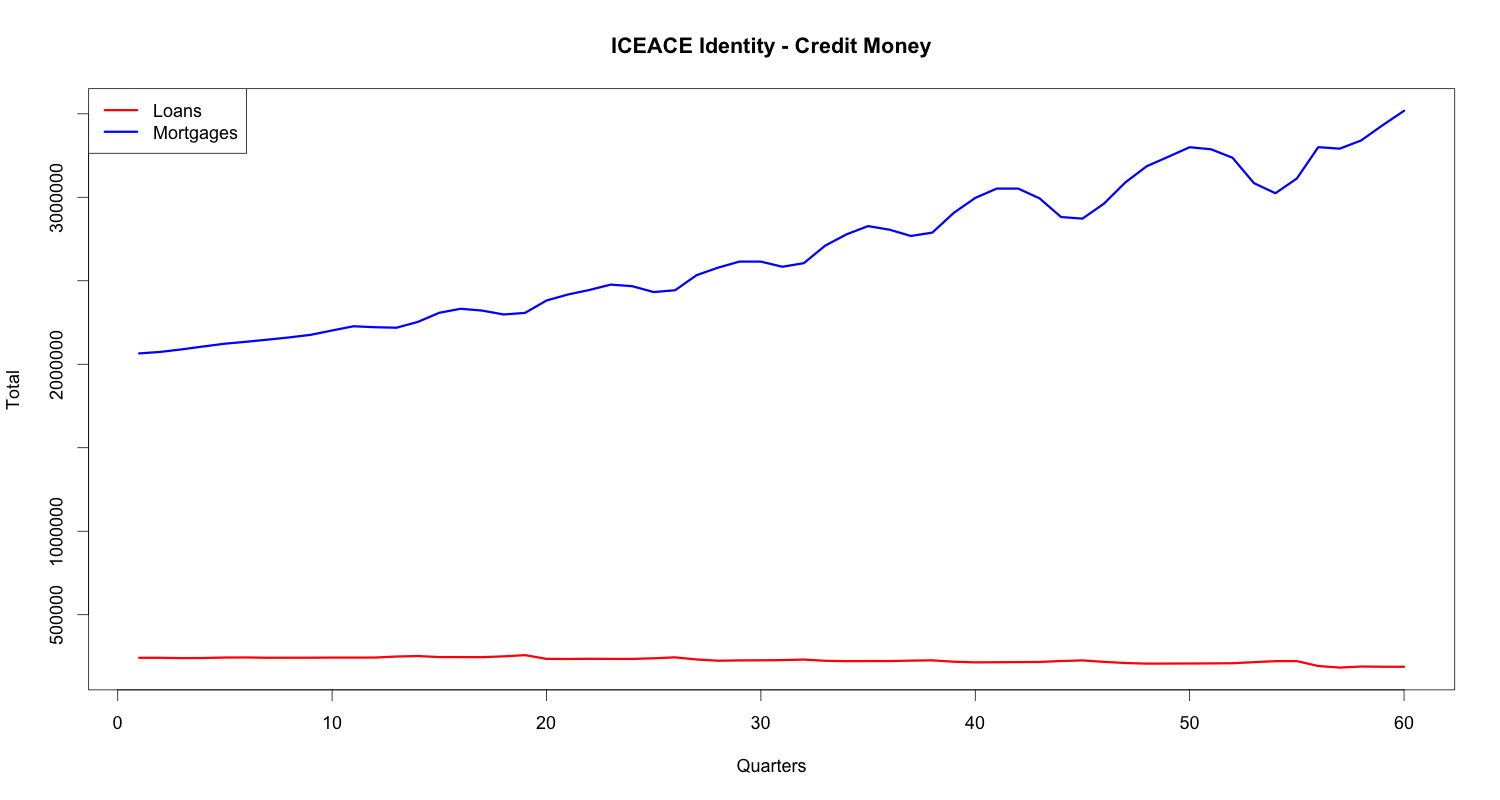 ICEACE Identity - Credit Money
Loans
Mortgages
Total
3000000
2000000
1000000
500000
0 10 20 30 40 50 60
Quarters